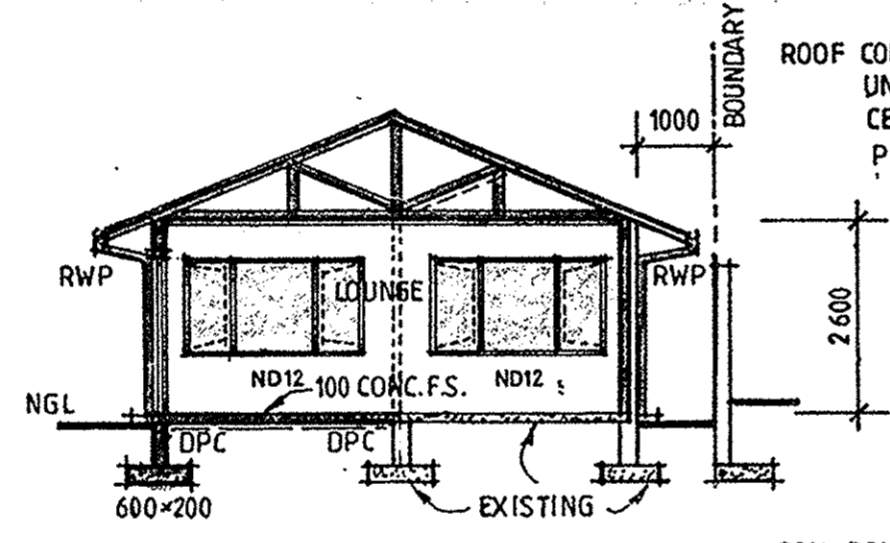 BOUNDARY
ROOF CO
UN
CE
P
1000
RWP
LOUNGE
RWP
2600
ND12
100 CONC.F.S.
ND12
NGL
DPC
DPC
600×200
EXISTING